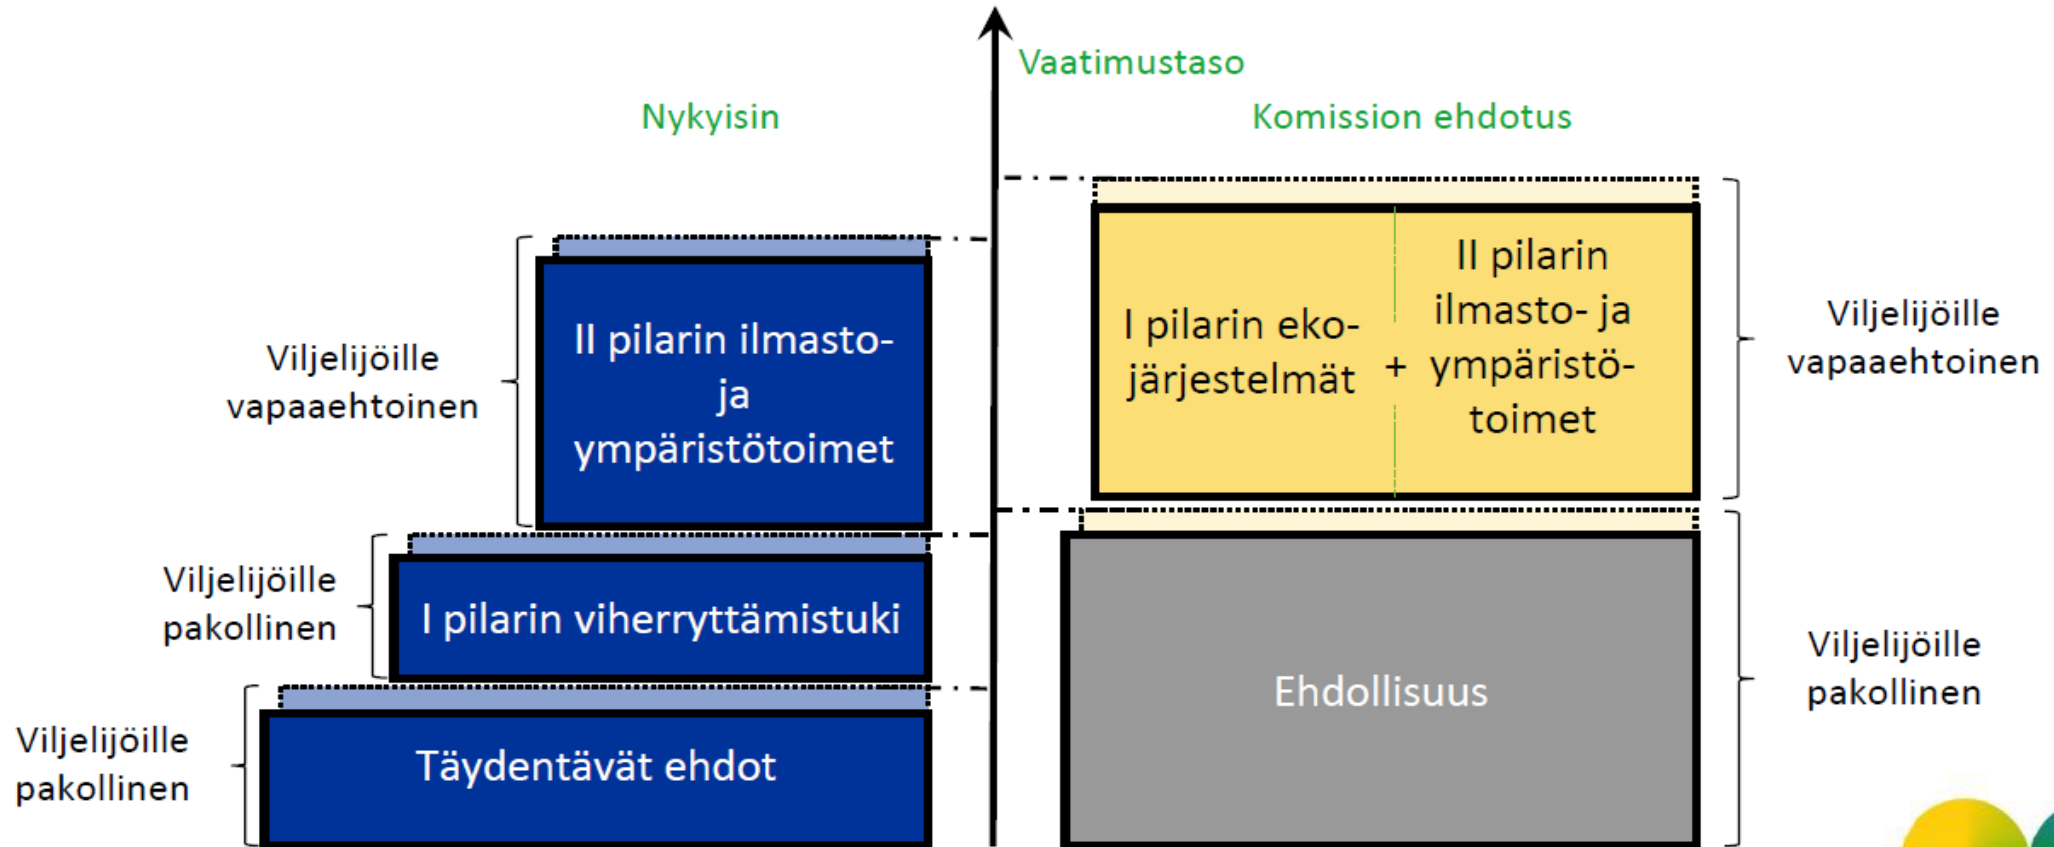 Vaatimustaso
Nykyisin
Komission ehdotus
Viljelijöille
vapaaehtoinen
II pilarin ilmasto-
ja
ympäristötoimet
Viljelijöille
pakollinen
I pilarin viherryttämistuki
Viljelijöille
pakollinen
Täydentävät ehdot
I pilarin eko-
järjestelmät
+
II pilarin
ilmasto- ja
ympäristö-
toimet
Viljelijöille
vapaaehtoinen
Ehdollisuus
Viljelijöille
pakollinen